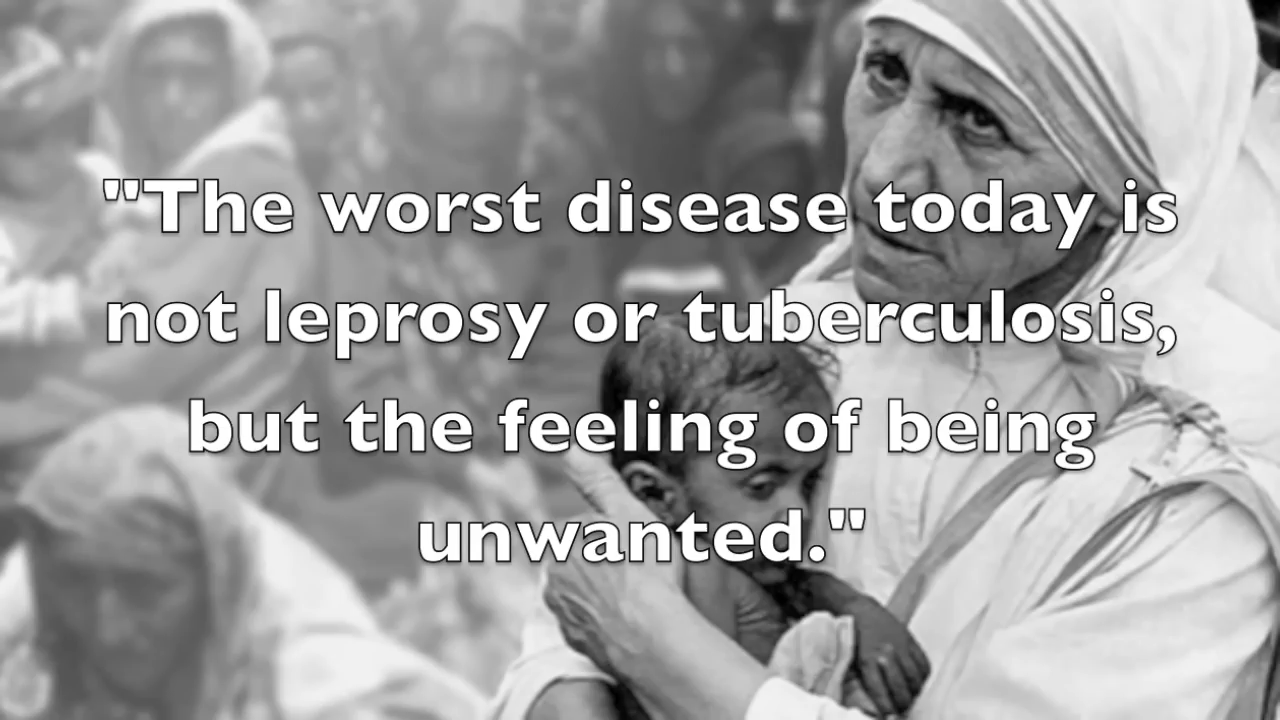 "The worst disease today is
not leprosy or tuberculosis,
but the feeling of being
unwanted."